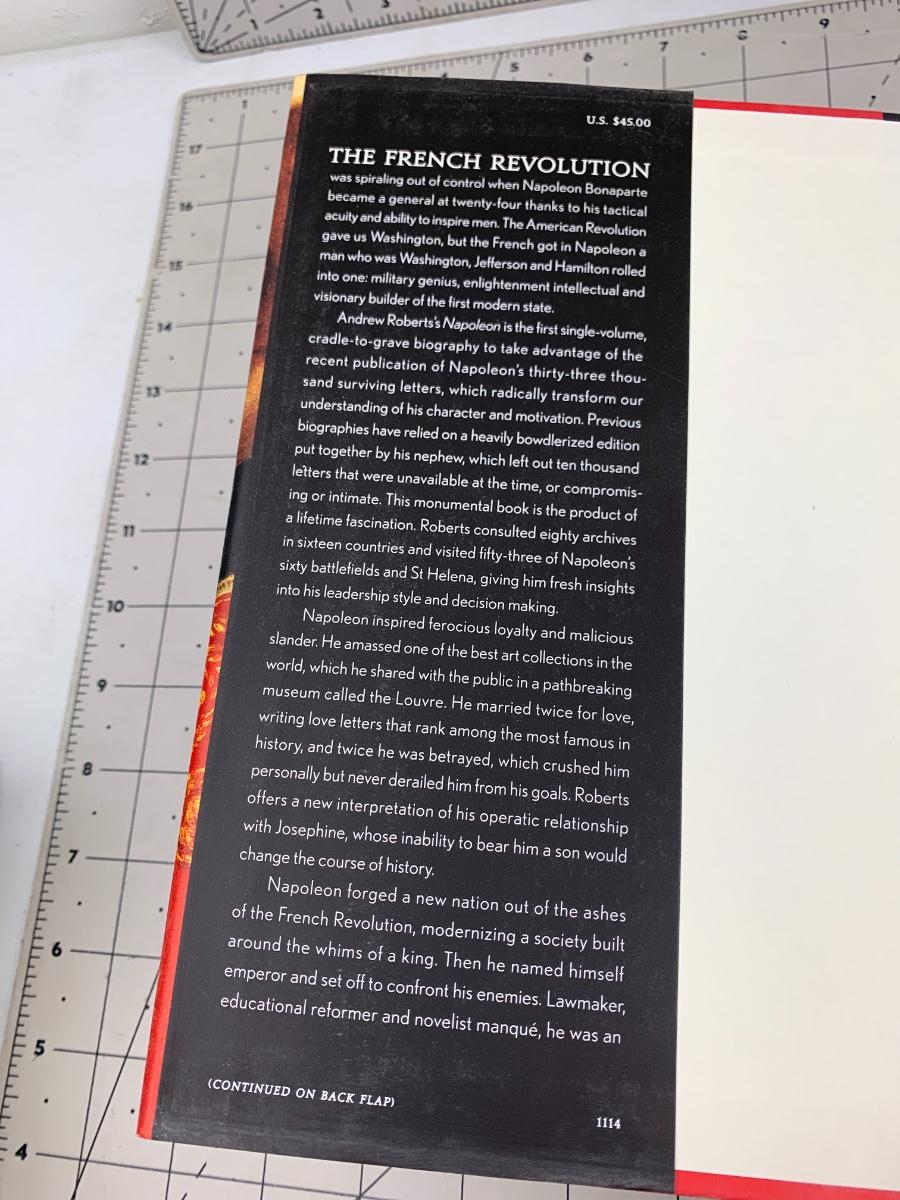 1
2
3
4
5
6
7
8
9
1
7
17
16
15
14
13
12
11
10
9
8
7
6
5
4
U.S. $45.00
THE FRENCH REVOLUTION
was spiraling out of control when Napoleon Bonaparte
became a general at twenty-four thanks to his tactical
acuity and ability to inspire men. The American Revolution
gave us Washington, but the French got in Napoleon a
man who was Washington, Jefferson and Hamilton rolled
into one: military genius, enlightenment intellectual and
visionary builder of the first modern state.
Andrew Roberts's Napoleon is the first single-volume,
cradle-to-grave biography to take advantage of the
recent publication of Napoleon's thirty-three thou-
sand surviving letters, which radically transform our
understanding of his character and motivation. Previous
biographies have relied on a heavily bowdlerized edition
put together by his nephew, which left out ten thousand
letters that were unavailable at the time, or compromis-
ing or intimate. This monumental book is the product of
a lifetime fascination. Roberts consulted eighty archives
in sixteen countries and visited fifty-three of Napoleon's
sixty battlefields and St Helena, giving him fresh insights
into his leadership style and decision making.
Napoleon inspired ferocious loyalty and malicious
slander. He amassed one of the best art collections in the
world, which he shared with the public in a pathbreaking
museum called the Louvre. He married twice for love,
writing love letters that rank among the most famous in
history, and twice he was betrayed, which crushed him
personally but never derailed him from his goals. Roberts
offers a new interpretation of his operatic relationship
with Josephine, whose inability to bear him a son would
change the course of history.
Napoleon forged a new nation out of the ashes
of the French Revolution, modernizing a society built
around the whims of a king. Then he named himself
emperor and set off to confront his enemies. Lawmaker,
educational reformer and novelist manqué, he was an
(CONTINUED ON BACK FLAP)
1114